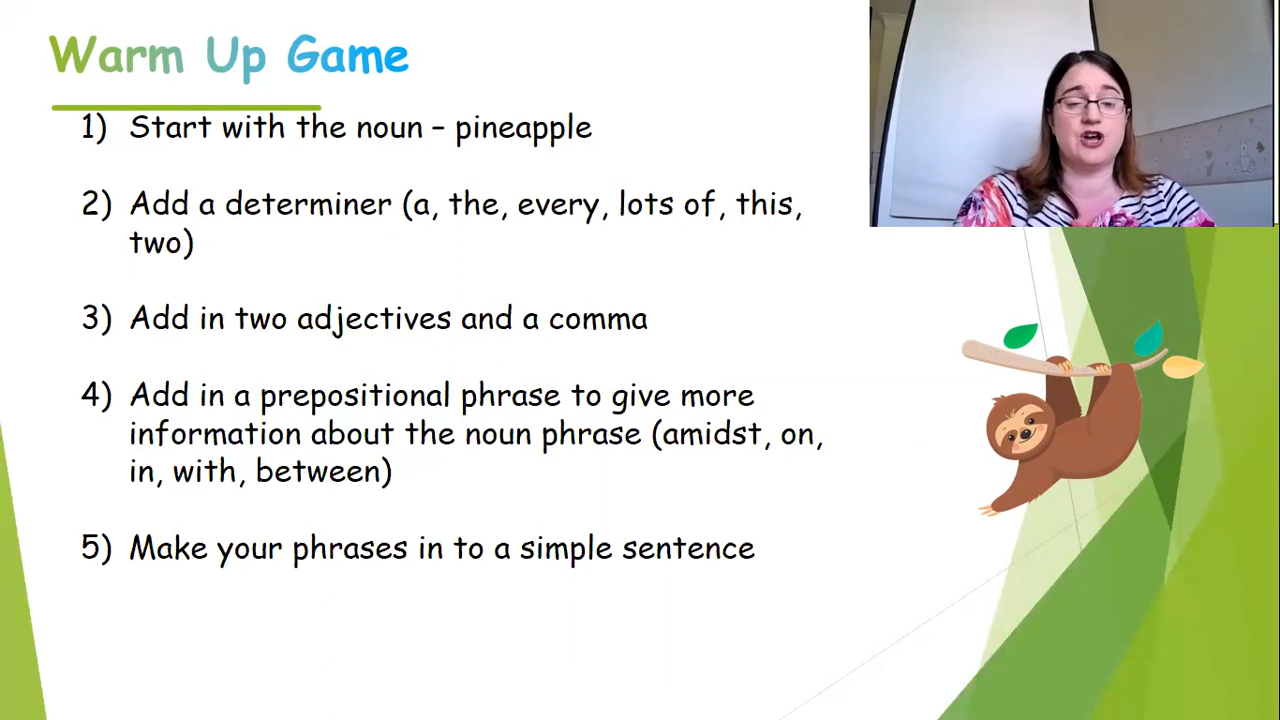 Warm Up Game
1) Start with the noun – pineapple
2) Add a determiner (a, the, every, lots of, this,
two)
3) Add in two adjectives and a comma
4) Add in a prepositional phrase to give more
information about the noun phrase (amidst, on,
in, with, between)
5) Make your phrases in to a simple sentence